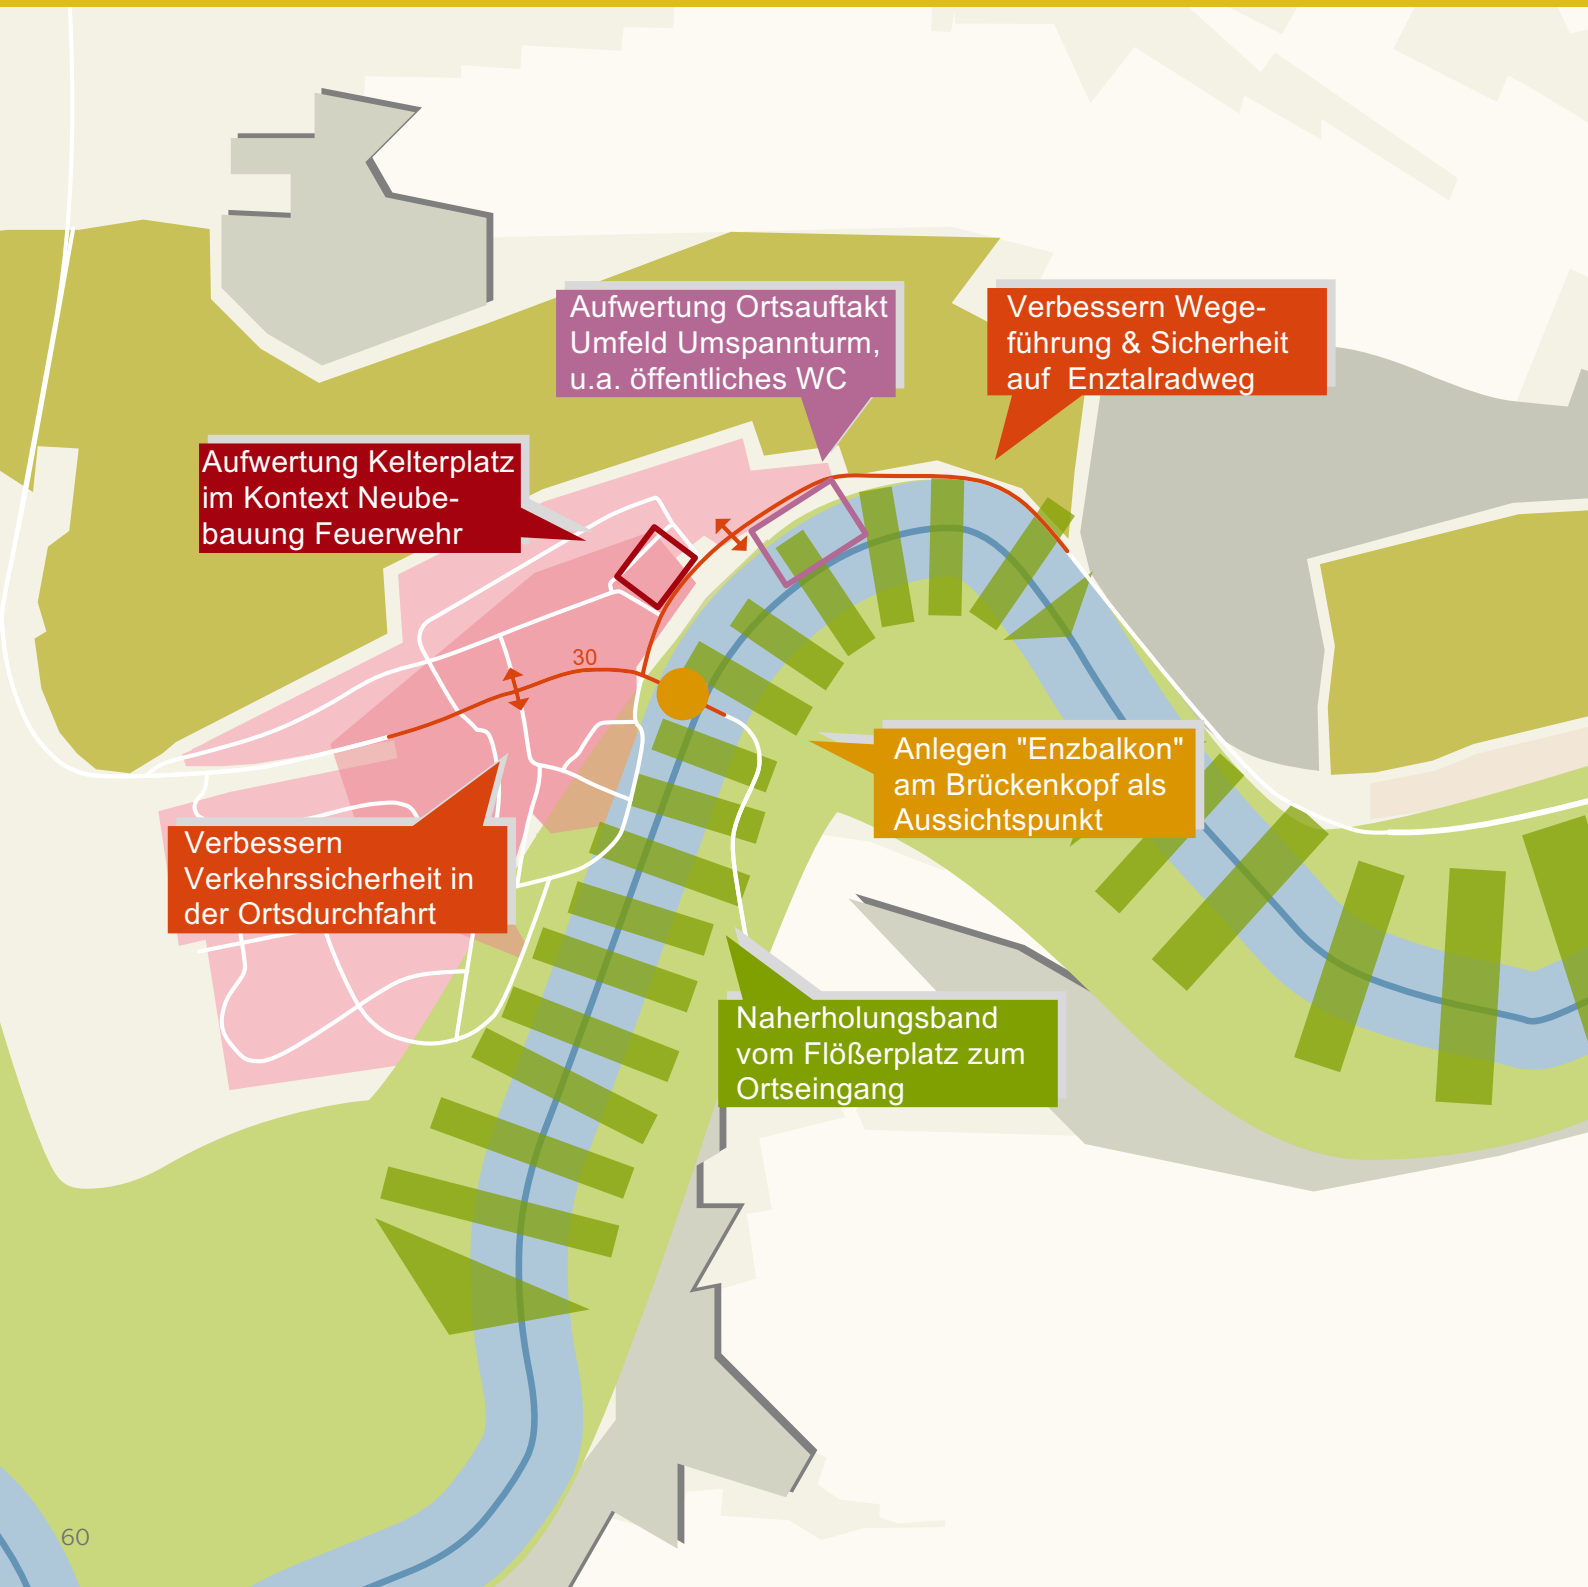 Aufwertung Ortsauftakt
Umfeld Umspannturm,
u.a. öffentliches WC
Verbessern Wege-
führung & Sicherheit
auf Enztalradweg
Aufwertung Kelterplatz
im Kontext Neube-
bauung Feuerwehr
30
Anlegen "Enzbalkon"
am Brückenkopf als
Aussichtspunkt
Verbessern
Verkehrssicherheit in
der Ortsdurchfahrt
Naherholungsband
vom Flößerplatz zum
Ortseingang
60